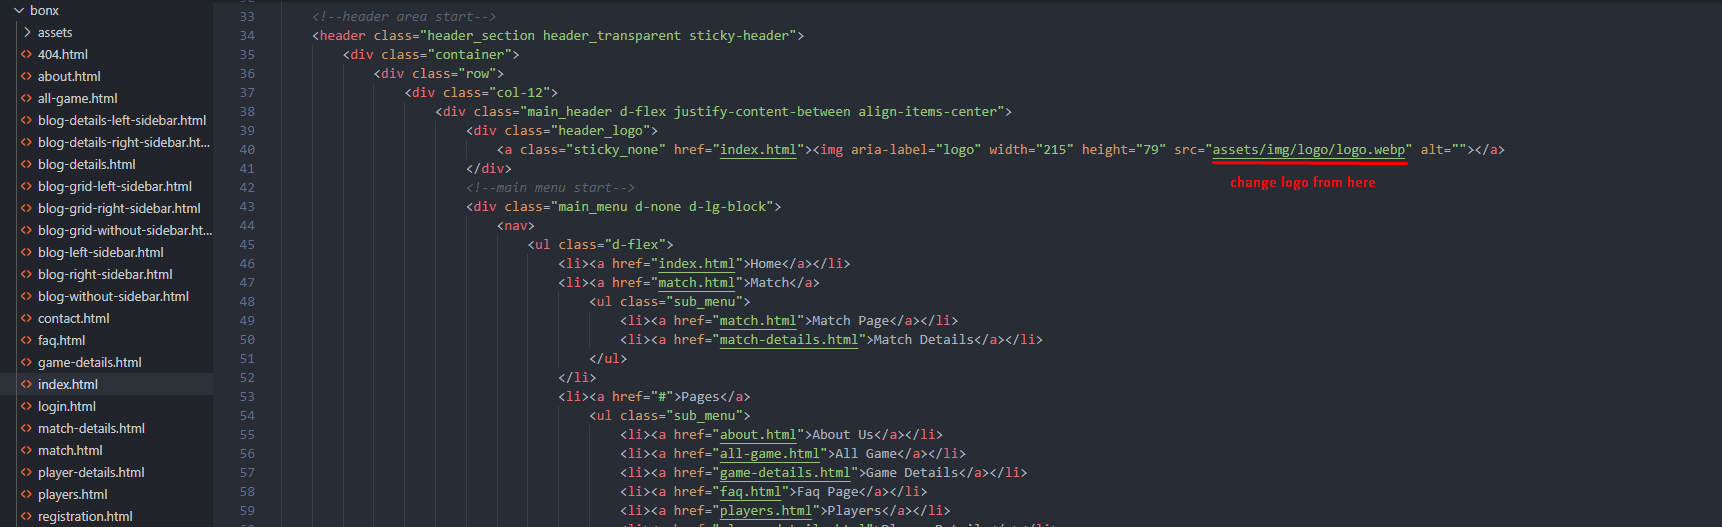 bonx
assets
404.html
about.html
all-game.html
blog-details-left-sidebar.html
blog-details-right-sidebar.ht...
blog-details.html
blog-grid-left-sidebar.html
blog-grid-right-sidebar.html
blog-grid-without-sidebar.ht...
blog-left-sidebar.html
blog-right-sidebar.html
blog-without-sidebar.html
contact.html
faq.html
game-details.html
index.html
login.html
match-details.html
match.html
player-details.html
players.html
registration.html
33 <!--header area start-->
34 <header class="header_section header_transparent sticky-header">
35 <div class="container">
36 <div class="row">
37 <div class="col-12">
38 <div class="main_header d-flex justify-content-between align-items-center">
39 <div class="header_logo">
40 <a class="sticky_none" href="index.html"><img aria-label="logo" width="215" height="79" src="assets/img/logo/logo.webp" alt=""></a>
41 </div>
change logo from here
42 <!--main menu start-->
43 <div class="main_menu d-none d-lg-block">
44 <nav>
45 <ul class="d-flex">
46 <li><a href="index.html">Home</a></li>
47 <li><a href="match.html">Match</a>
48 <ul class="sub_menu">
49 <li><a href="match.html">Match Page</a></li>
50 <li><a href="match-details.html">Match Details</a></li>
51 </ul>
52 </li>
53 <li><a href="#">Pages</a>
54 <ul class="sub_menu">
55 <li><a href="about.html">About Us</a></li>
56 <li><a href="all-game.html">All Game</a></li>
57 <li><a href="game-details.html">Game Details</a></li>
58 <li><a href="faq.html">Faq Page</a></li>
59 <li><a href="players.html">Players</a></li>